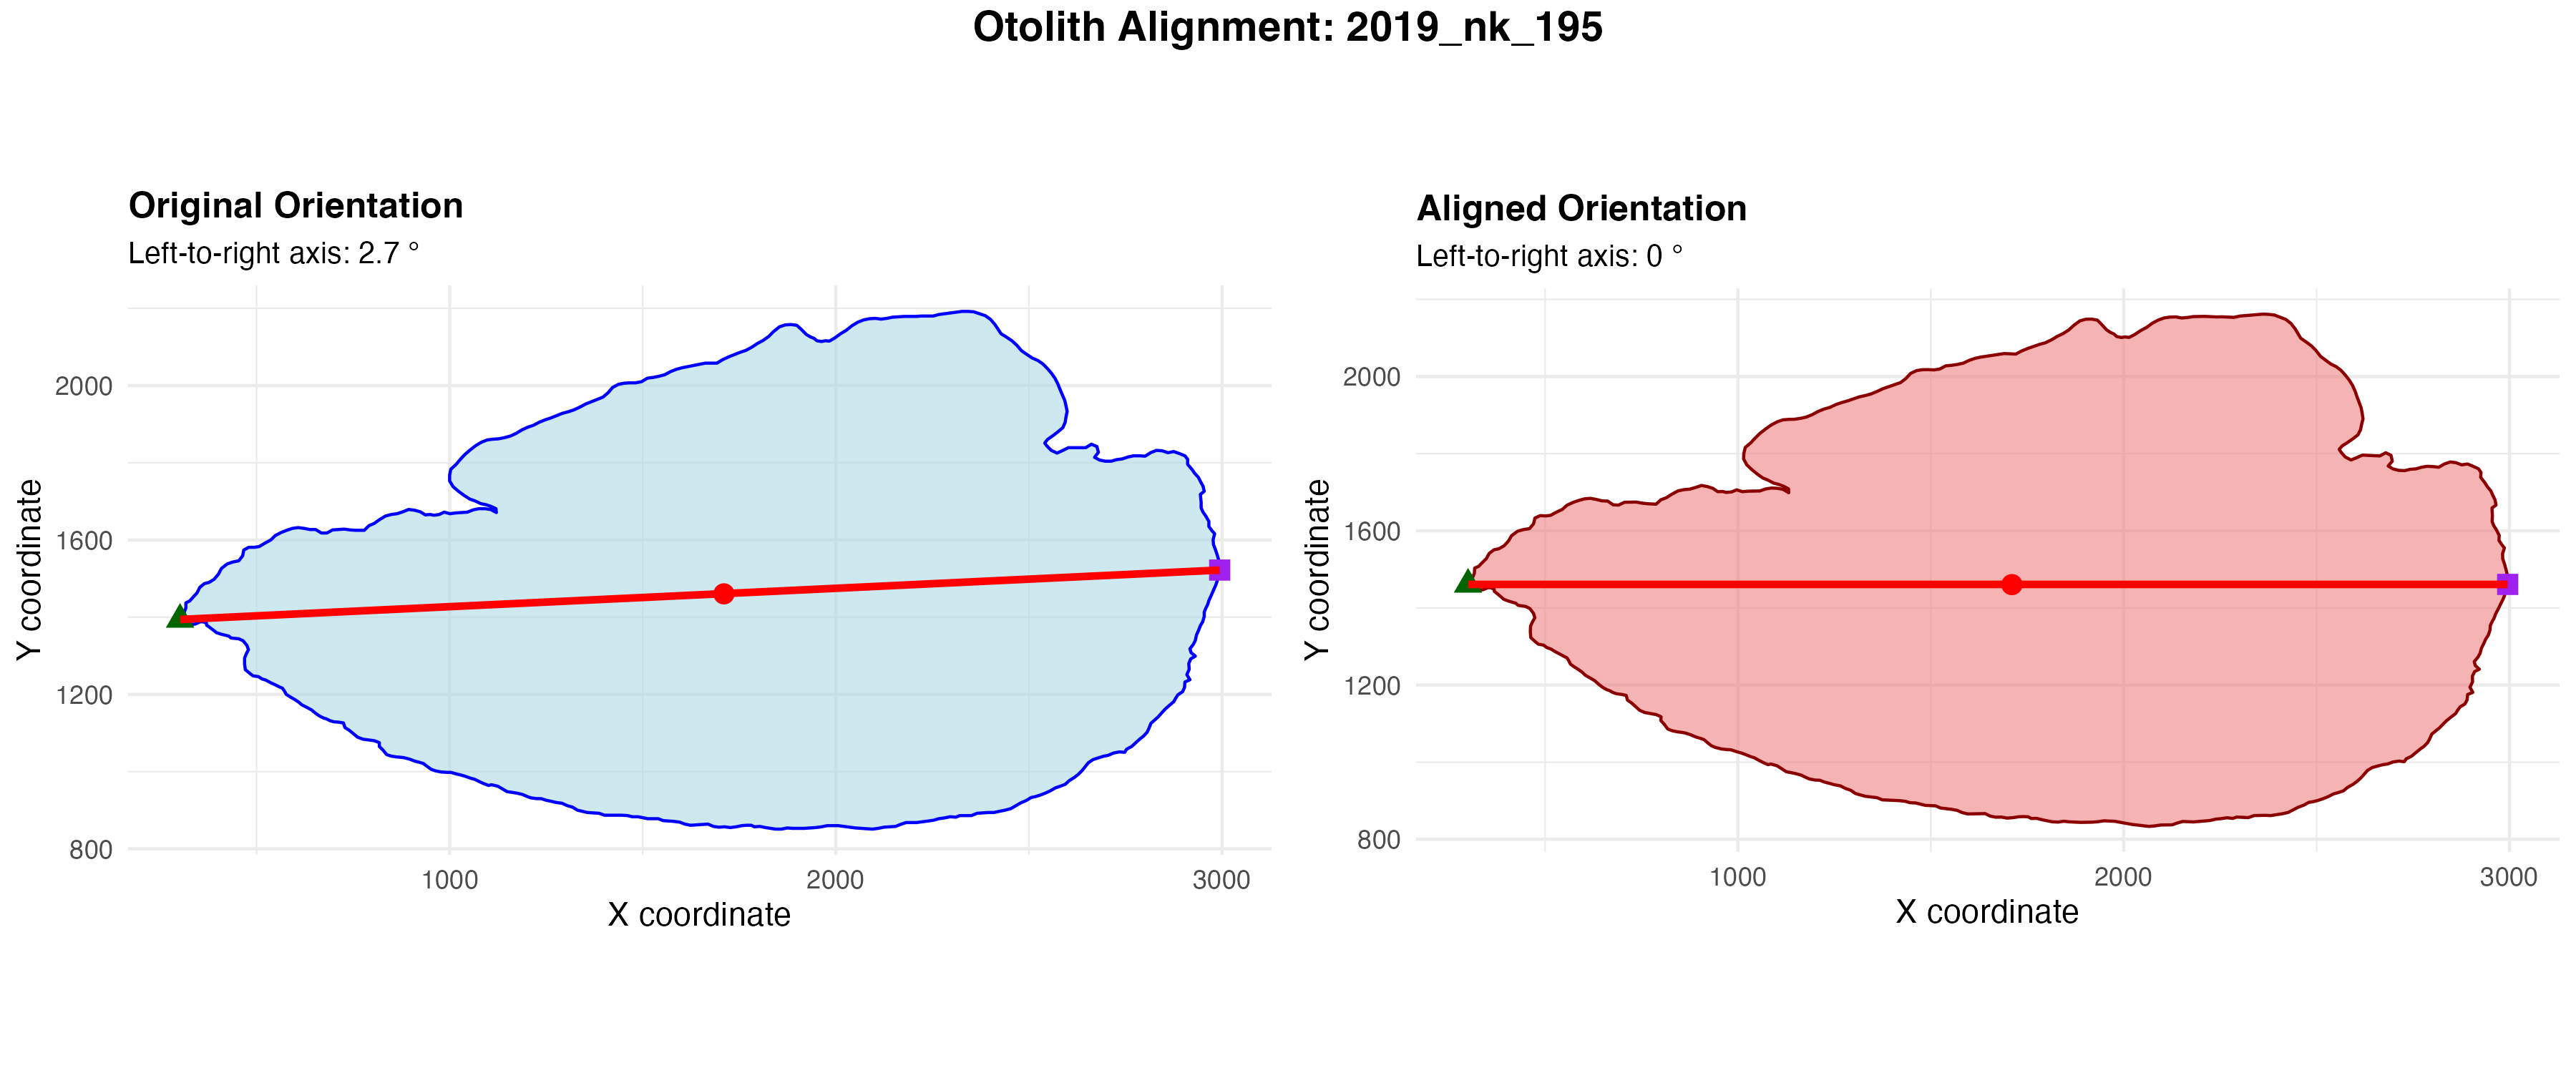 Otolith Alignment: 2019_nk_195
Original Orientation
Left-to-right axis: 2.7 °
Y coordinate
2000
1600
1200
800
1000
2000
3000
X coordinate
Aligned Orientation
Left-to-right axis: 0 °
Y coordinate
2000
1600
1200
800
1000
2000
3000
X coordinate